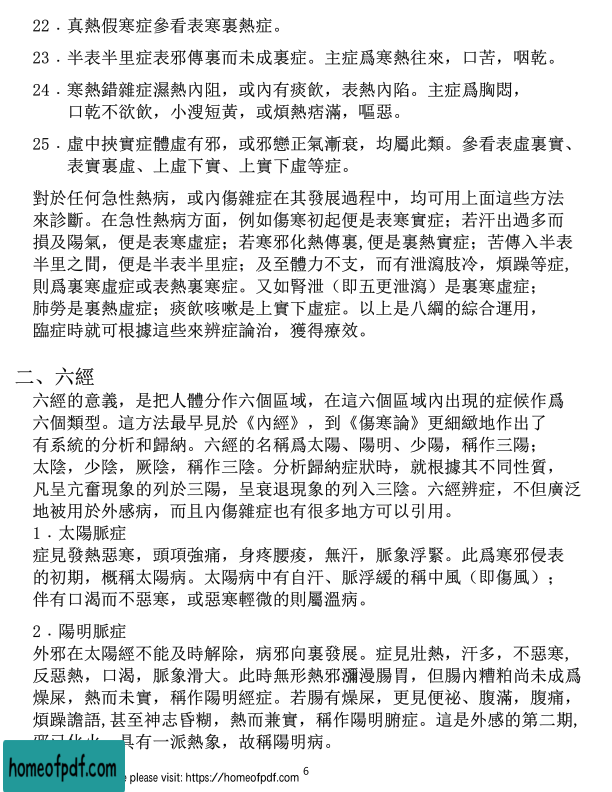 22．真熱假寒症參看表寒裏熱症。
23．半表半里症表邪傳裏而未成裏症。主症爲寒熱往來，口苦，咽乾。
24．寒熱錯雜症濕熱內阻，或內有痰飲，表熱內陷。主症爲胸悶，
口乾不欲飲，小溲短黃，或煩熱痞滿，嘔惡。
25．虛中挾實症體虛有邪，或邪戀正氣漸衰，均屬此類。參看表虛裏實、
表實裏虛、上虛下實、上實下虛等症。
對於任何急性熱病，或內傷雜症在其發展過程中，均可用上面這些方法
來診斷。在急性熱病方面，例如傷寒初起便是表寒實症；若汗出過多而
損及陽氣，便是表寒虛症；若寒邪化熱傳裏,便是裏熱實症；苦傳入半表
半里之間，便是半表半里症；及至體力不支，而有泄瀉肢冷，煩躁等症,
則爲裏寒虛症或表熱裏寒症。又如腎泄（即五更泄瀉）是裏寒虛症；
肺勞是裏熱虛症；痰飲咳嗽是上實下虛症。以上是八綱的綜合運用，
臨症時就可根據這些來辨症論治，獲得療效。
二、六經
六經的意義，是把人體分作六個區域，在這六個區域內出現的症候作爲
六個類型。這方法最早見於《內經》，到《傷寒論》更細緻地作出了
有系統的分析和歸納。六經的名稱爲太陽、陽明、少陽，稱作三陽；
太陰，少陰，厥陰，稱作三陰。分析歸納症狀時，就根據其不同性質，
凡呈亢奮現象的列於三陽，呈衰退現象的列入三陰。六經辨症，不但廣泛
地被用於外感病，而且內傷雜症也有很多地方可以引用。
1．太陽脈症
症見發熱惡寒，頭項強痛，身疼腰痠，無汗，脈象浮緊。此爲寒邪侵表
的初期，概稱太陽病。太陽病中有自汗、脈浮緩的稱中風（即傷風）；
伴有口渴而不惡寒，或惡寒輕微的則屬溫病。
2．陽明脈症
外邪在太陽經不能及時解除，病邪向裏發展。症見壯熱，汗多，不惡寒,
反惡熱，口渴，脈象滑大。此時無形熱邪瀰漫腸胃，但腸內糟粕尚未成爲
燥屎，熱而未實，稱作陽明經症。若腸有燥屎，更見便祕、腹滿，腹痛，
煩躁譫語,甚至神志昏糊，熱而兼實，稱作陽明腑症。這是外感的第二期,
具有一派熱象，故稱陽明病。
homeofpdf.com
please visit: https://homeofpdf.com 6